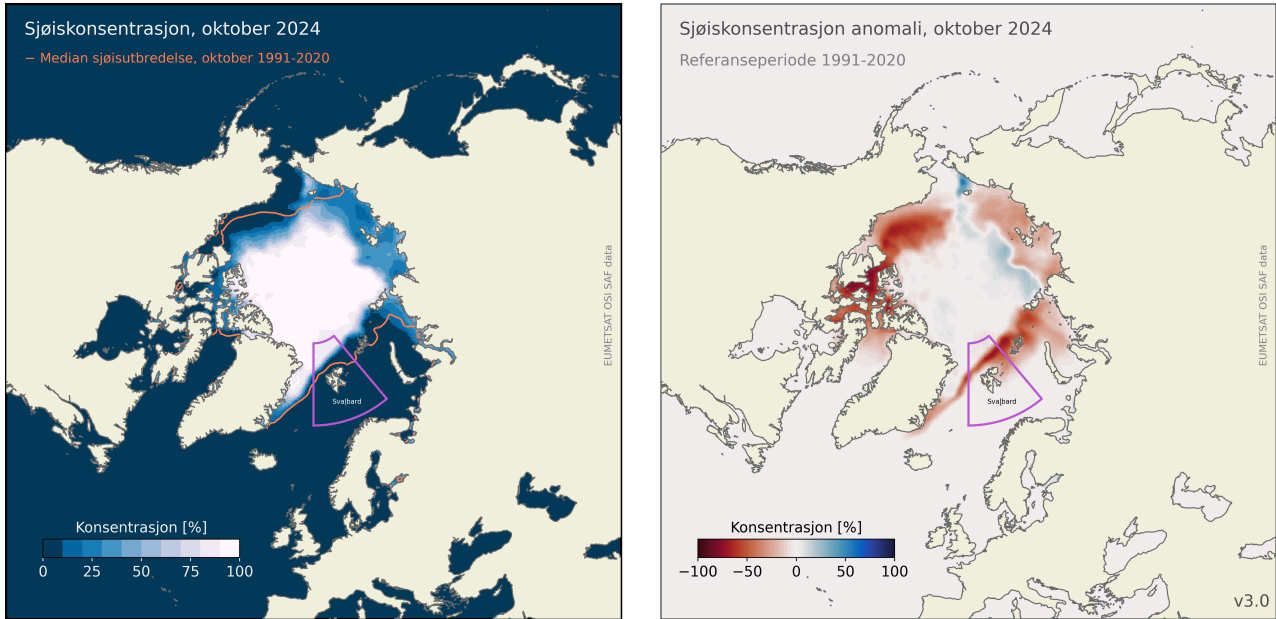 Sjøiskonsentrasjon, oktober 2024
— Median sjøisutbredelse, oktober 1991-2020
EUMETSAT OSI SAF data
Svalbard
Konsentrasjon [%]
0 25 50 75 100
Sjøiskonsentrasjon anomali, oktober 2024
Referanseperiode 1991-2020
EUMETSAT OSI SAF data
Svalbard
Konsentrasjon [%]
−100 −50 0 50 100
v3.0